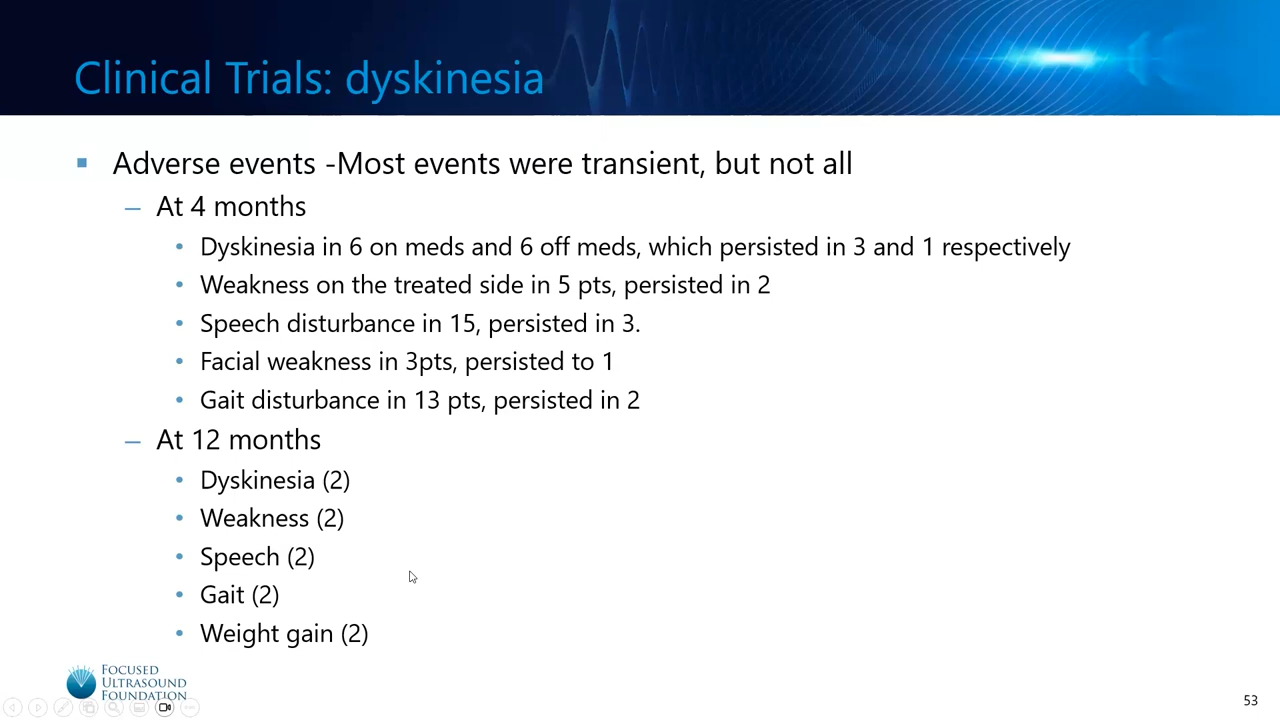 Clinical Trials: dyskinesia
Adverse events -Most events were transient, but not all
At 4 months
Dyskinesia in 6 on meds and 6 off meds, which persisted in 3 and 1 respectively
Weakness on the treated side in 5 pts, persisted in 2
Speech disturbance in 15, persisted in 3.
Facial weakness in 3pts, persisted to 1
Gait disturbance in 13 pts, persisted in 2
At 12 months
Dyskinesia (2)
Weakness (2)
Speech (2)
Gait (2)
Weight gain (2)
FOCUSED
ULTRASOUND
FOUNDATION
53